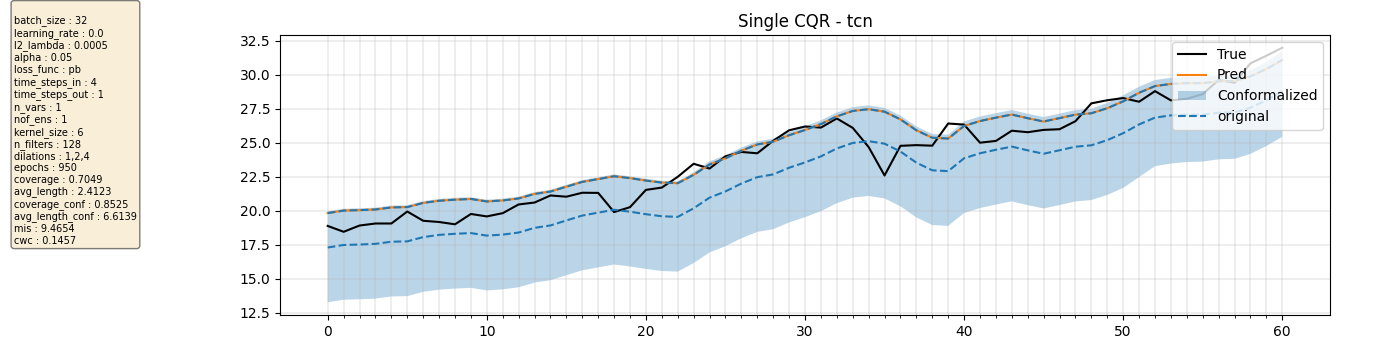 batch_size : 32
learning_rate : 0.0
l2_lambda : 0.0005
alpha : 0.05
loss_func : pb
time_steps_in : 4
time_steps_out : 1
n_vars : 1
nof_ens : 1
kernel_size : 6
n_filters : 128
dilations : 1,2,4
epochs : 950
coverage : 0.7049
avg_length : 2.4123
coverage_conf : 0.8525
avg_length_conf : 6.6139
mis : 9.4654
cwc : 0.1457
Single CQR - tcn
32.5
30.0
27.5
25.0
22.5
20.0
17.5
15.0
12.5
0 10 20 30 40 50 60
True
Pred
Conformalized
original